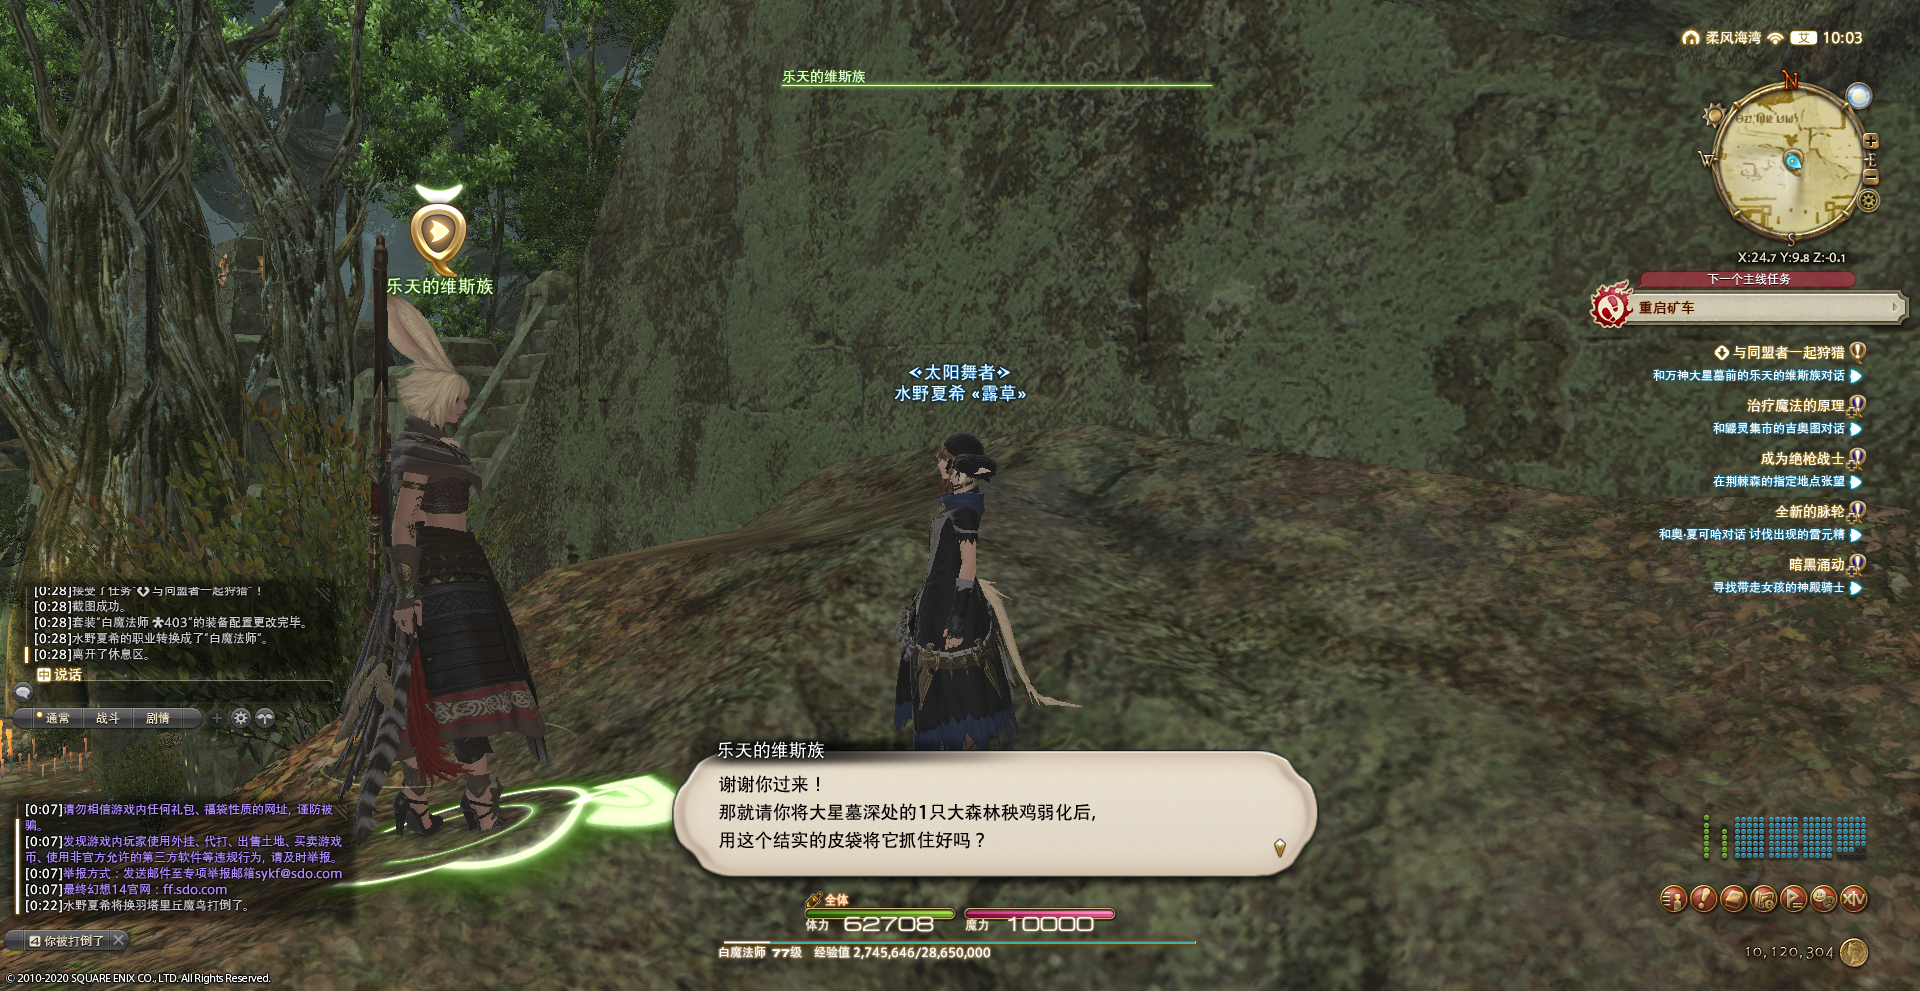 乐天的维斯族
柔风海湾 艾 10:03
N
W
E
S
X:24.7 Y:9.8 Z:-0.1
下一个主线任务
重启矿车
与同盟者一起狩猎
和万神大星墓前的乐天的维斯族对话
治疗魔法的原理
和鼹灵集市的吉奥图对话
成为绝枪战士
在荆棘森的指定地点张望
全新的脉轮
和奥·夏可哈对话 讨伐出现的雷元精
暗黑涌动
寻找带走女孩的神殿骑士
乐天的维斯族
太阳舞者
水野夏希 «露草»
[0:28]接受了任务“与同盟者一起狩猎”！
[0:28]截图成功。
[0:28]套装“白魔法师 403”的装备配置更改完毕。
[0:28]水野夏希的职业转换成了“白魔法师”。
[0:28]离开了休息区。
说话
通常 战斗 剧情
[0:07]请勿相信游戏内任何礼包、福袋性质的网址，谨防被
骗。
[0:07]发现游戏内玩家使用外挂、代打、出售土地、买卖游戏
币、使用非官方允许的第三方软件等违规行为，请及时举报。
[0:07]举报方式：发送邮件至专项举报邮箱sykf@sdo.com
[0:07]最终幻想14官网：ff.sdo.com
[0:22]水野夏希将换羽塔里丘魔鸟打倒了。
4 你被打倒了
乐天的维斯族
谢谢你过来！
那就请你将大星墓深处的1只大森林秧鸡弱化后，
用这个结实的皮袋将它抓住好吗？
全体
体力 62708 魔力 10000
白魔法师 77级 经验值 2,745,646/28,650,000
XIV
10,120,304
© 2010-2020 SQUARE ENIX CO., LTD. All Rights Reserved.